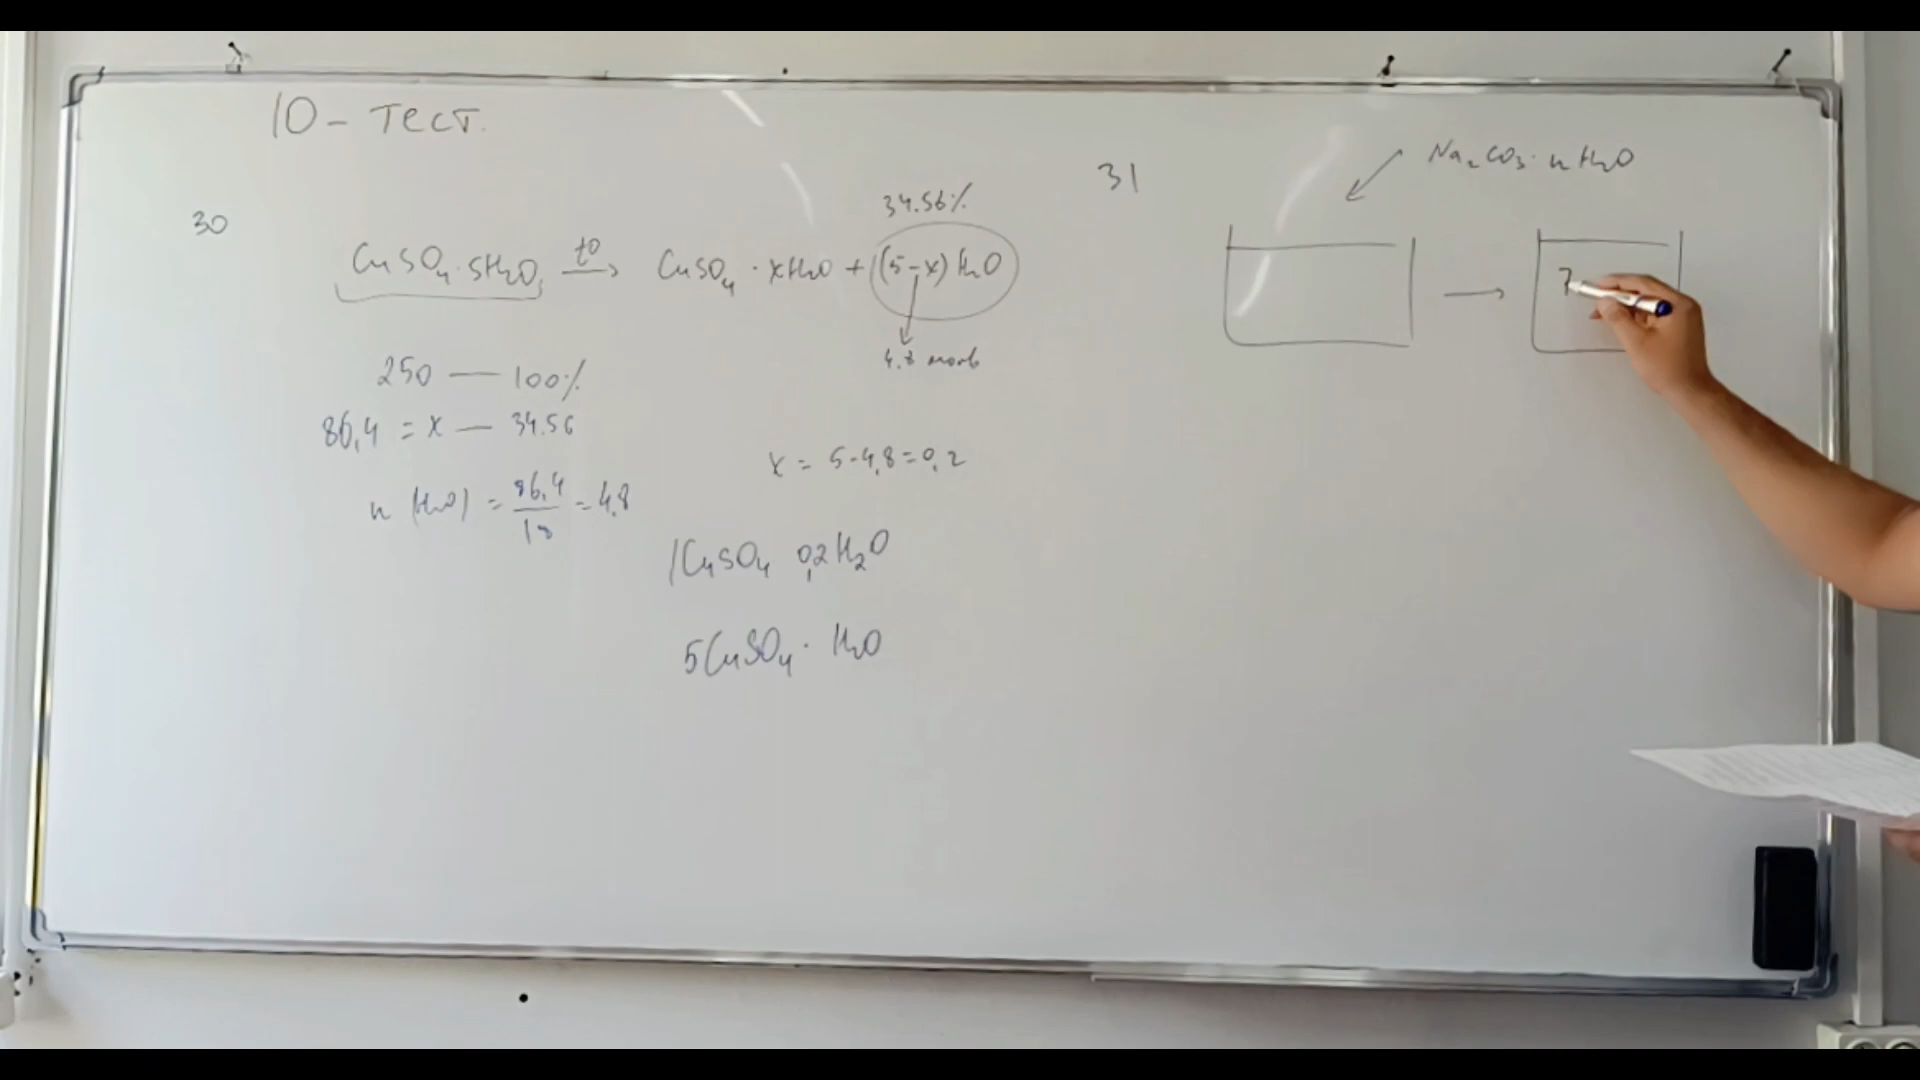 10 - тест.
30
34.56%
CuSO4 · 5H2O t0 → CuSO4 · xH2O + (5-x) H2O
4.8 моль
250 — 100%
86,4 = x — 34.56
n (H2O) = 86,4 / 18 = 4,8
x = 5-4,8=0,2
1CuSO4 0,2H2O
5CuSO4 · H2O
31
Na2CO3 · nH2O